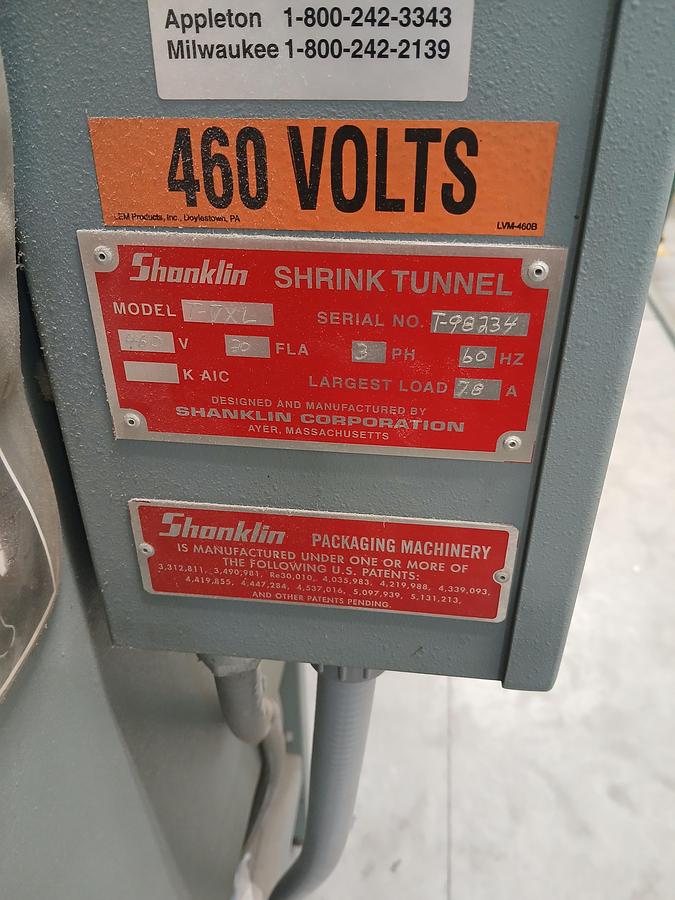 Appleton 1-800-242-3343
Milwaukee 1-800-242-2139
460 VOLTS
LEM Products, Inc., Doylestown, PA LVM-460B
Shanklin SHRINK TUNNEL
MODEL T-7XL SERIAL NO. T-98234
460 V 30 FLA 3 PH 60 HZ
K AIC LARGEST LOAD 7.8 A
DESIGNED AND MANUFACTURED BY
SHANKLIN CORPORATION
AYER, MASSACHUSETTS
Shanklin PACKAGING MACHINERY
IS MANUFACTURED UNDER ONE OR MORE OF
THE FOLLOWING U.S. PATENTS:
3,312,811, 3,490,981, Re30,010, 4,035,983, 4,219,988, 4,339,093,
4,419,855, 4,447,284, 4,537,016, 5,097,939, 5,131,213,
AND OTHER PATENTS PENDING.